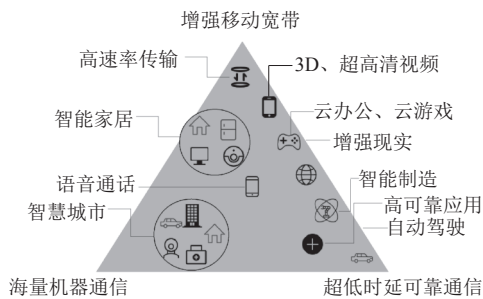 增强移动宽带
高速率传输
3D、超高清视频
云办公、云游戏
智能家居
增强现实
语音通话
智能制造
智慧城市
高可靠应用
自动驾驶
海量机器通信
超低时延可靠通信